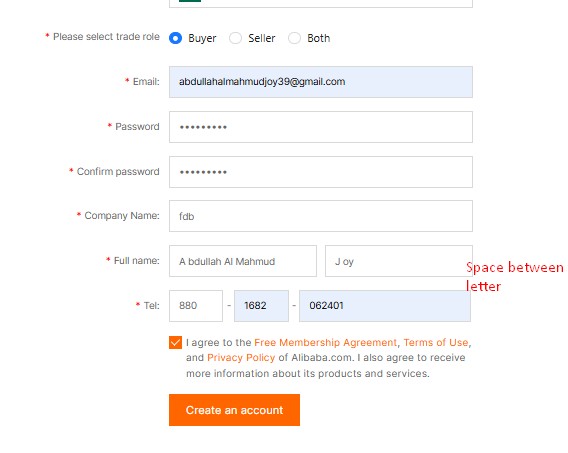 * Please select trade role Buyer Seller Both
* Email: abdullahalmahmudjoy39@gmail.com
* Password •••••••••
* Confirm password •••••••••
* Company Name: fdb
* Full name: A bdullah Al Mahmud J oy
Space between
letter
* Tel: 880 - 1682 - 062401
I agree to the Free Membership Agreement, Terms of Use,
and Privacy Policy of Alibaba.com. I also agree to receive
more information about its products and services.
Create an account